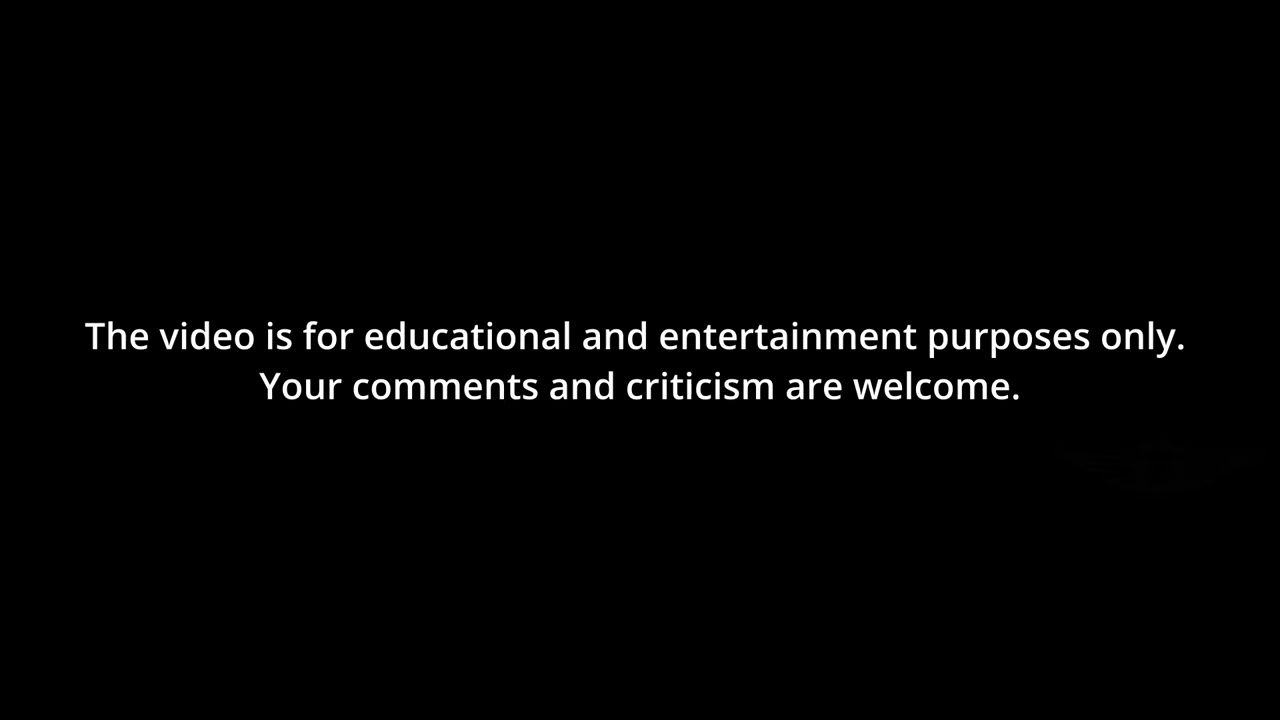 The video is for educational and entertainment purposes only.
Your comments and criticism are welcome.